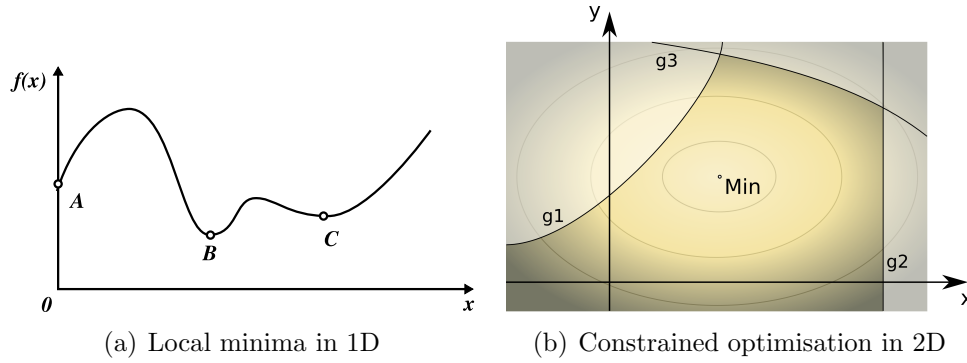 f(x)
A
B
C
0
x
(a) Local minima in 1D
y
g3
Min
g1
g2
x
(b) Constrained optimisation in 2D